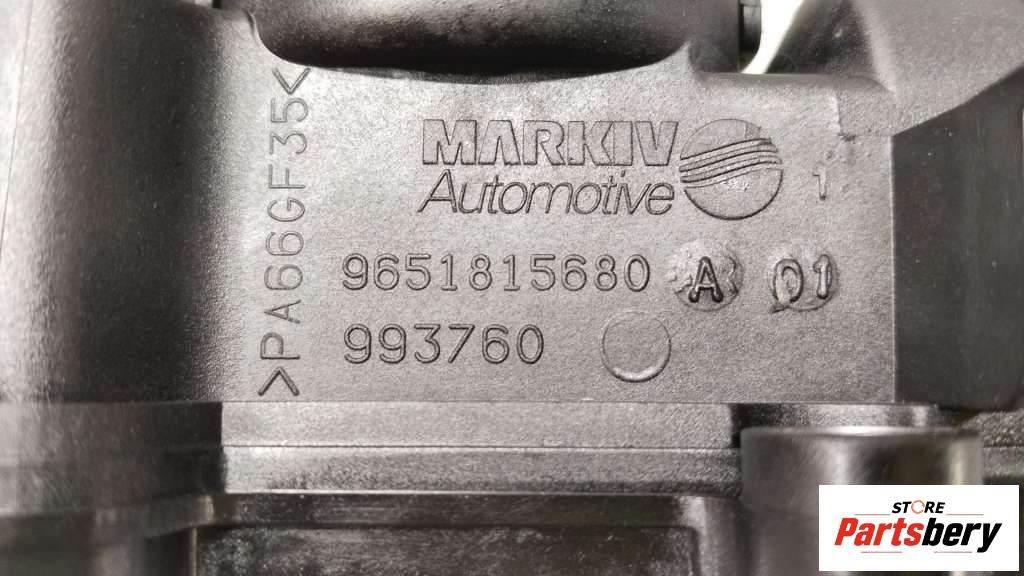 >PA66GF35<
MARKIV
Automotive
1
9651815680 A 01
993760
STORE
Partsbery